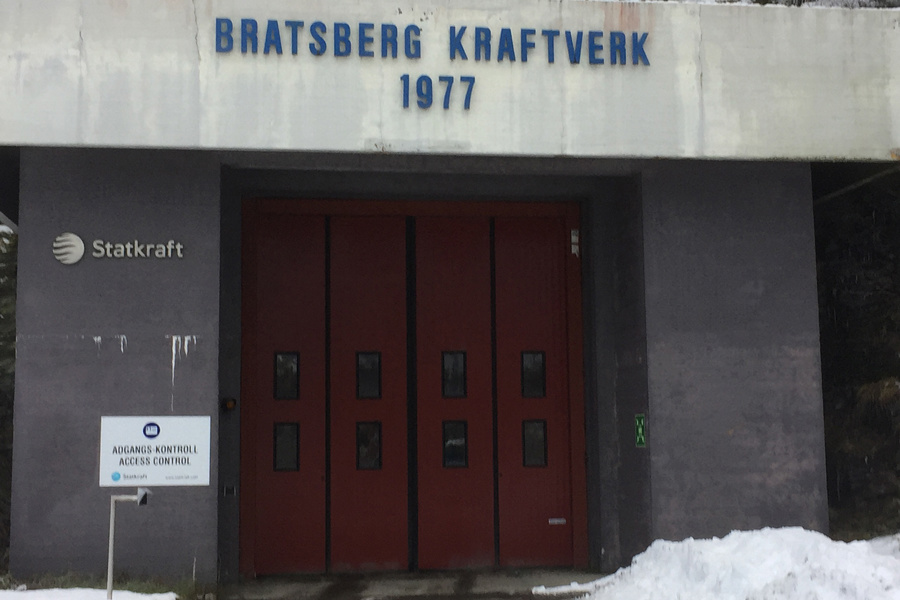 BRATSBERG KRAFTVERK
1977
Statkraft
ADGANGS-KONTROLL
ACCESS CONTROL
Statkraft